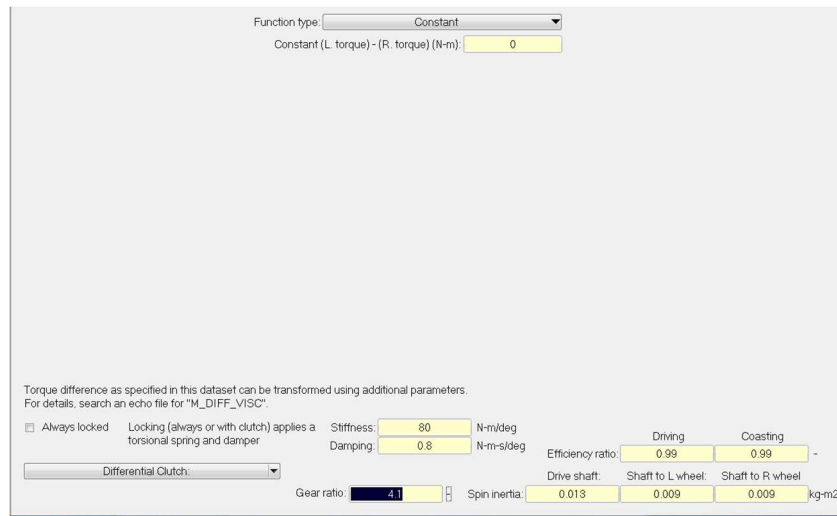 Function type: Constant
Constant (L. torque) - (R. torque) (N-m): 0
Torque difference as specified in this dataset can be transformed using additional parameters.
For details, search an echo file for "M_DIFF_VISC".
Always locked
Locking (always or with clutch) applies a
torsional spring and damper
Stiffness: 80 N-m/deg
Damping: 0.8 N-m-s/deg
Driving Coasting
Efficiency ratio: 0.99 0.99 -
Differential Clutch:
Drive shaft: Shaft to L wheel: Shaft to R wheel
Gear ratio: 4.1 - Spin inertia: 0.013 0.009 0.009 kg-m2